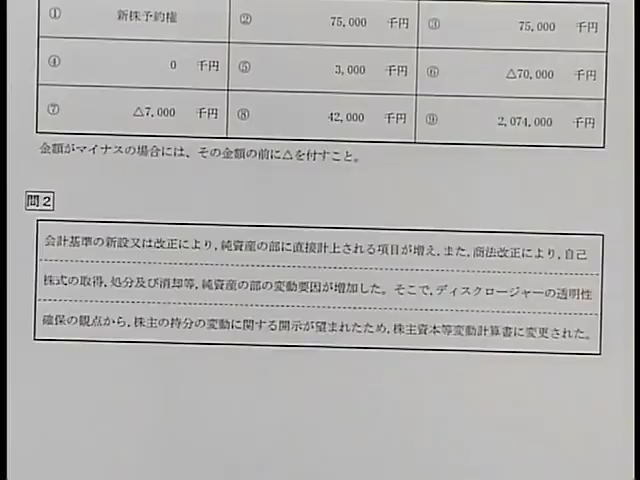 ① 新株予約権 ② 75,000 千円 ③ 75,000 千円
④ 0 千円 ⑤ 3,000 千円 ⑥ △70,000 千円
⑦ △7,000 千円 ⑧ 42,000 千円 ⑨ 2,074,000 千円
金額がマイナスの場合には、その金額の前に△を付すこと。
問2
会計基準の新設又は改正により, 純資産の部に直接計上される項目が増え, また, 商法改正により, 自己
株式の取得, 処分及び消却等, 純資産の部の変動要因が増加した。そこで, ディスクロージャーの透明性
確保の観点から, 株主の持分の変動に関する開示が望まれたため, 株主資本等変動計算書に変更された。